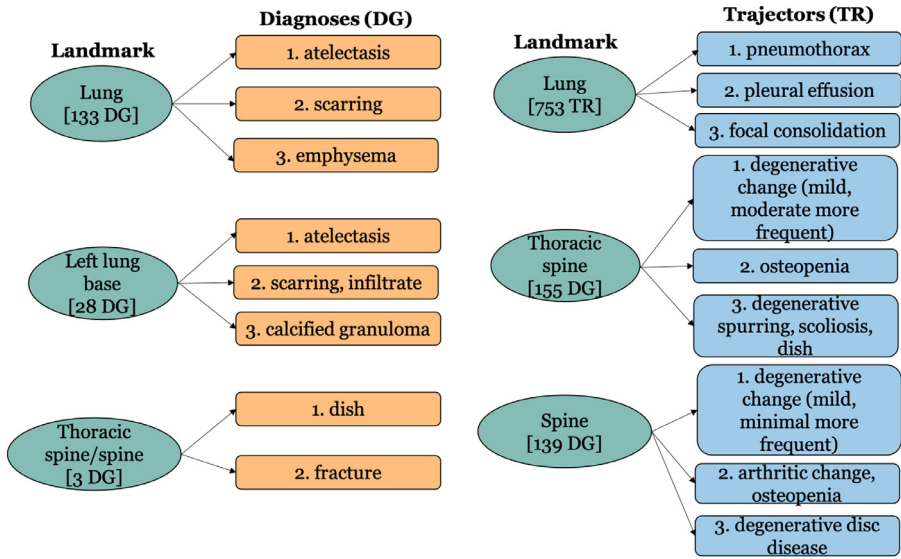 Diagnoses (DG)
Landmark
Lung
[133 DG]
1. atelectasis
2. scarring
3. emphysema
Left lung
base
[28 DG]
1. atelectasis
2. scarring, infiltrate
3. calcified granuloma
Thoracic
spine/spine
[3 DG]
1. dish
2. fracture
Trajectors (TR)
Landmark
Lung
[753 TR]
1. pneumothorax
2. pleural effusion
3. focal consolidation
Thoracic
spine
[155 DG]
1. degenerative
change (mild,
moderate more
frequent)
2. osteopenia
3. degenerative
spurring, scoliosis,
dish
Spine
[139 DG]
1. degenerative
change (mild,
minimal more
frequent)
2. arthritic change,
osteopenia
3. degenerative disc
disease